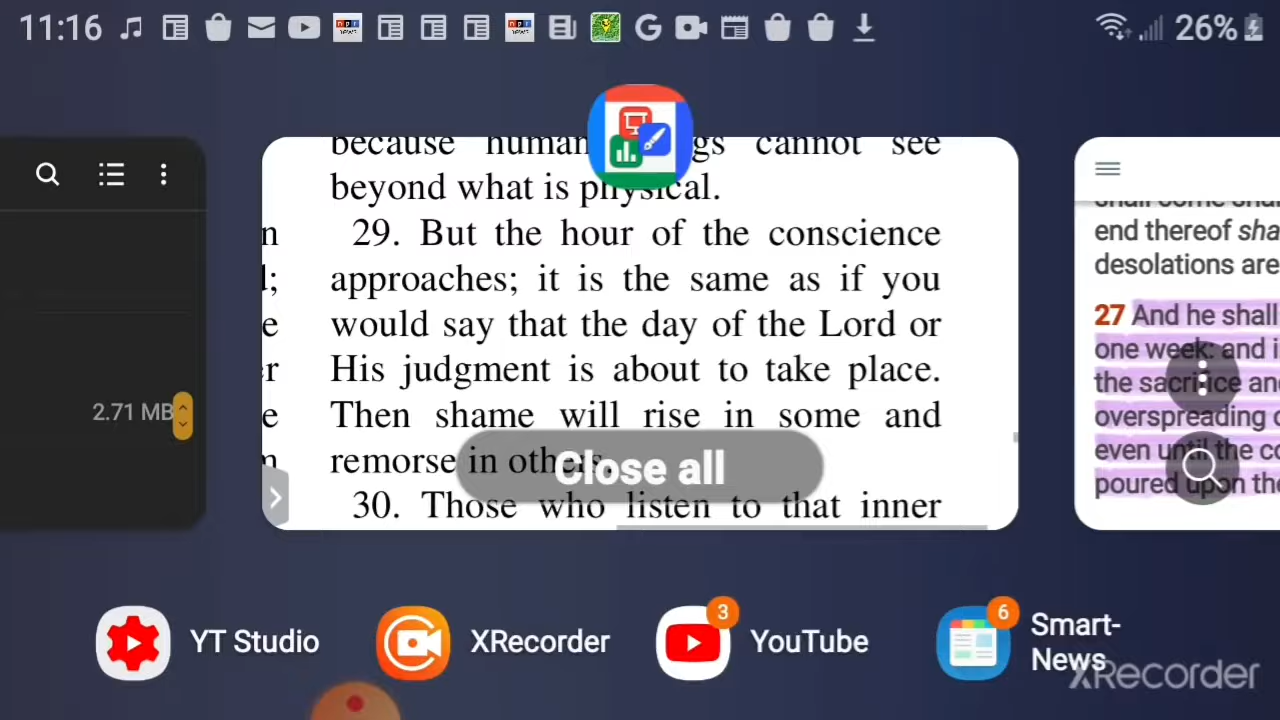 11:16
npr
news
npr
news
26%
because human gs cannot see
beyond what is physical.
29. But the hour of the conscience
approaches; it is the same as if you
would say that the day of the Lord or
His judgment is about to take place.
Then shame will rise in some and
remorse in others.
30. Those who listen to that inner
n
;
e
r
e
2.71 MB
Close all
end thereof sha
desolations are
27 And he shall
one week: and i
the sacrifice an
overspreading
even until the co
poured upon the
YT Studio
XRecorder
3
YouTube
6
Smart-
News
XRecorder